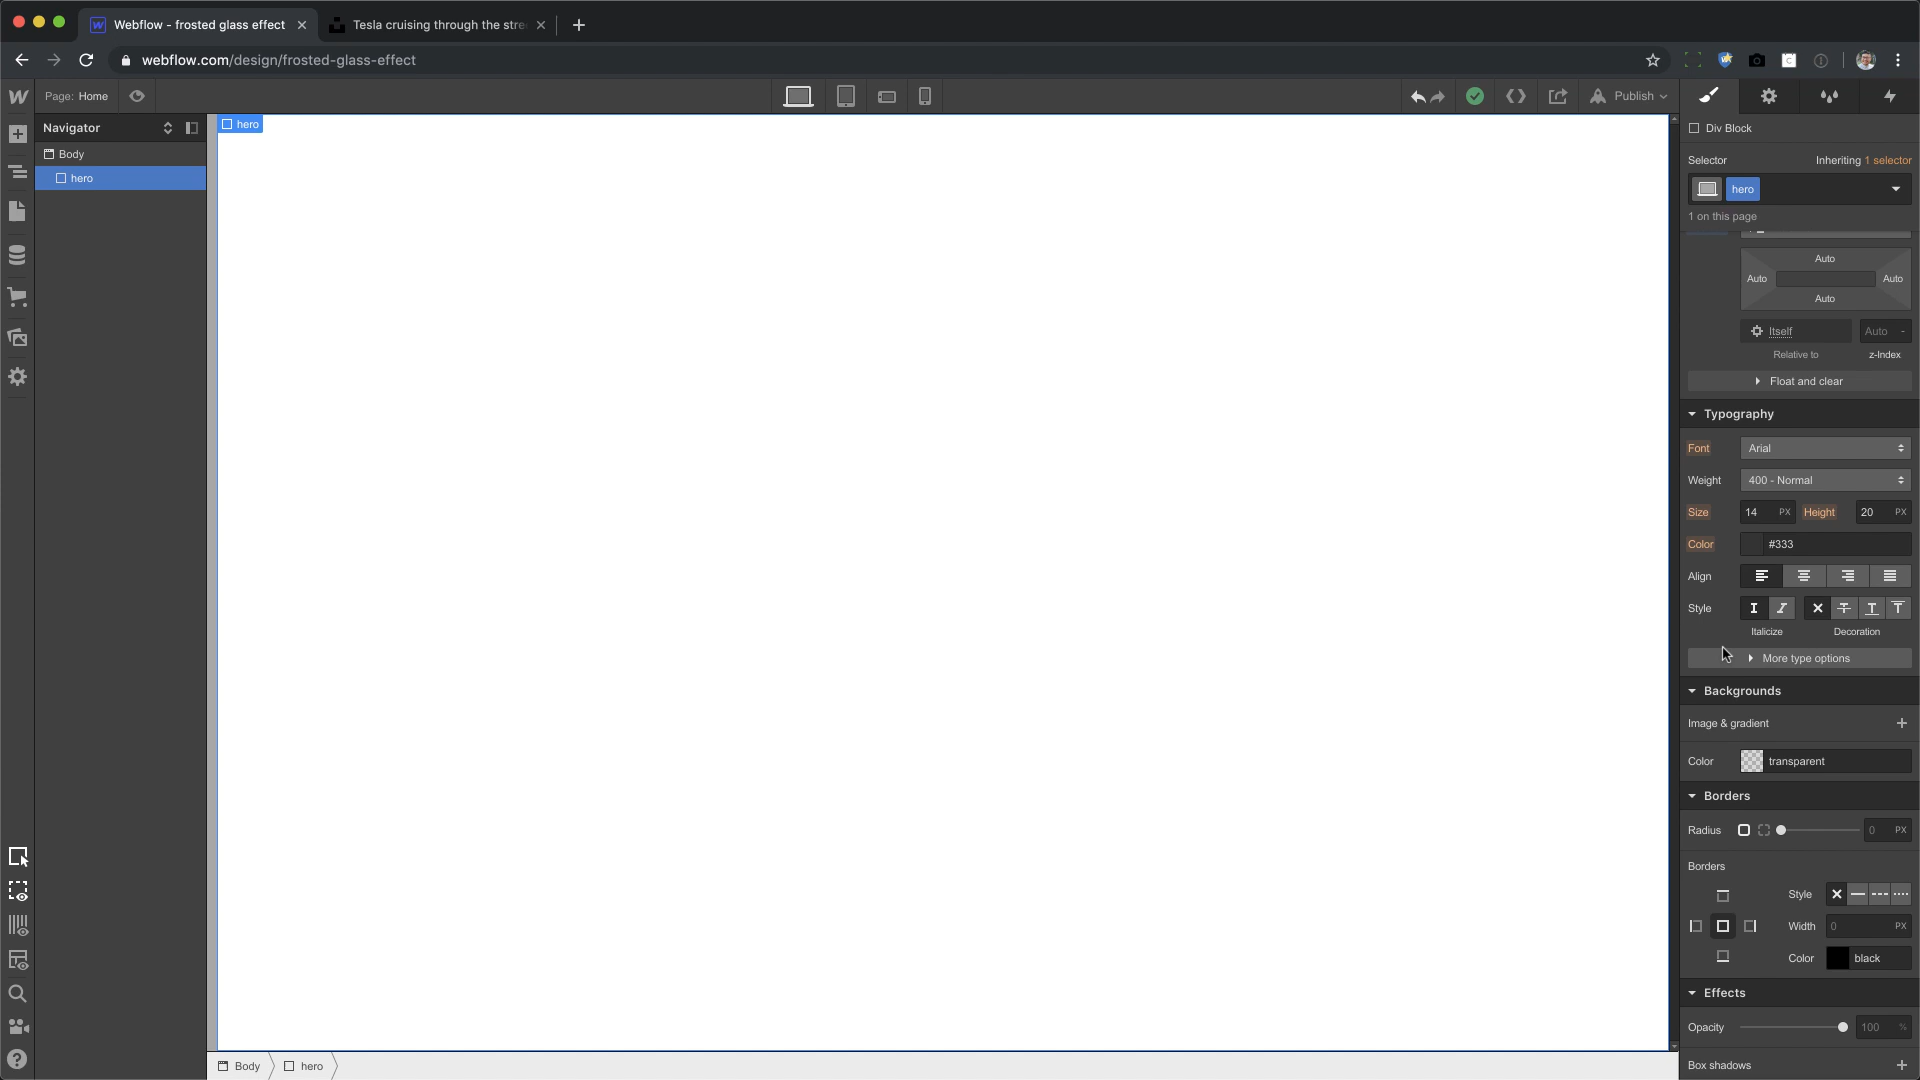 Webflow - frosted glass effect
Tesla cruising through the stre
webflow.com/design/frosted-glass-effect
Page: Home
Publish
Navigator
Body
hero
hero
Div Block
Selector
Inheriting 1 selector
hero
1 on this page
Auto
Auto
Auto
Auto
Itself
Auto -
Relative to
z-Index
Float and clear
Typography
Font
Arial
Weight
400 - Normal
Size
14 PX
Height
20 PX
Color
#333
Align
Style
Italicize
Decoration
More type options
Backgrounds
Image & gradient
Color
transparent
Borders
Radius
0 PX
Borders
Style
Width
0 PX
Color
black
Effects
Opacity
100 %
Box shadows
Body
hero